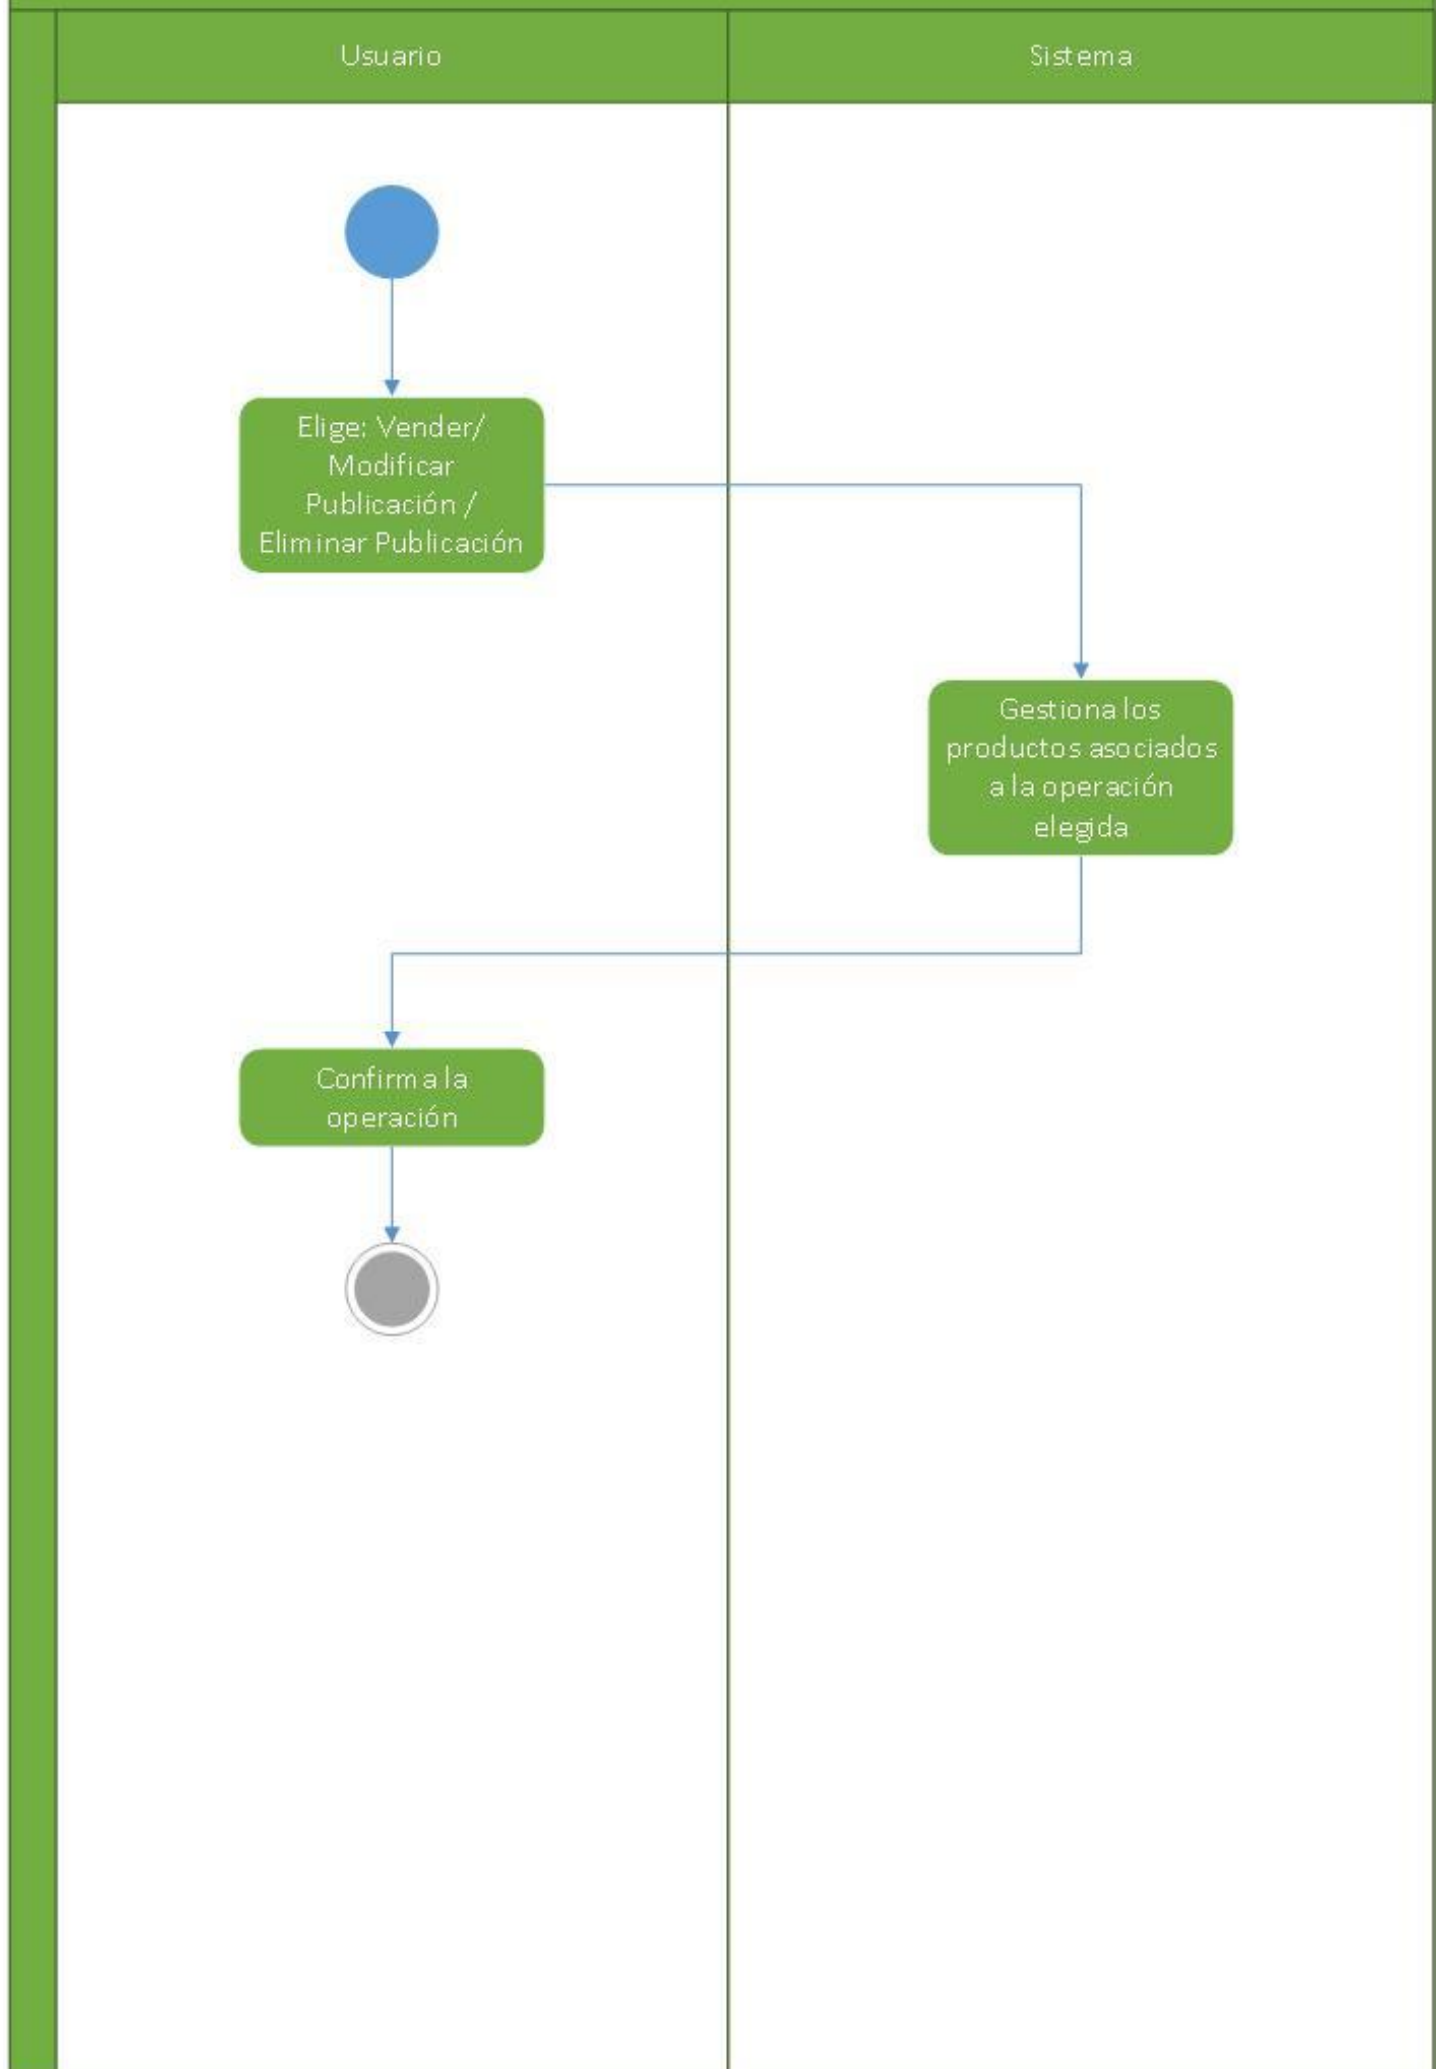 Usuario
Sistema
Elige: Vender/
Modificar
Publicación /
Eliminar Publicación
Gestiona los
productos asociados
a la operación
elegida
Confirma la
operación